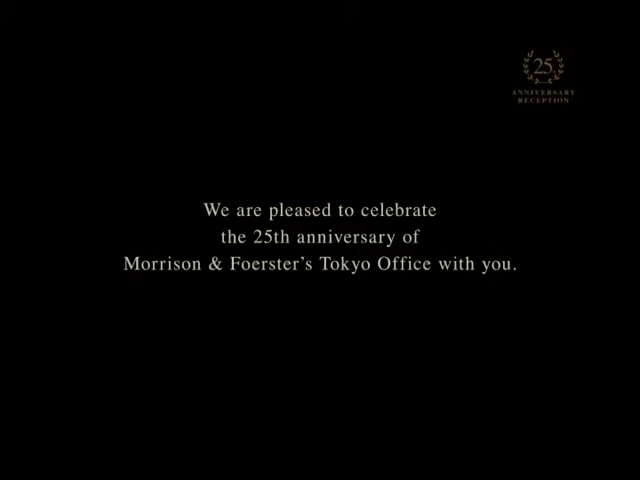 25
ANNIVERSARY
RECEPTION
We are pleased to celebrate
the 25th anniversary of
Morrison & Foerster’s Tokyo Office with you.